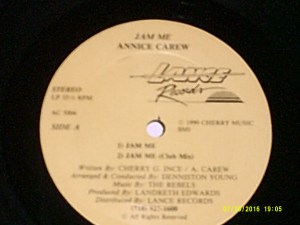 JAM ME
ANNICE CAREW
LANCE
Records
STEREO
LP 33⅓ RPM
SIDE A
© 1990 CHERRY MUSIC
BMI
1) JAM ME
2) JAM ME (Club Mix)
Written By: CHERRY G. INCE / A. CAREW
Arranged & Conducted By: DENNISTON YOUNG
Music By: THE REBELS
Produced By: LANDRETH EDWARDS
Distributed By: LANCE RECORDS
© All Rights Reserved
2016 19:05